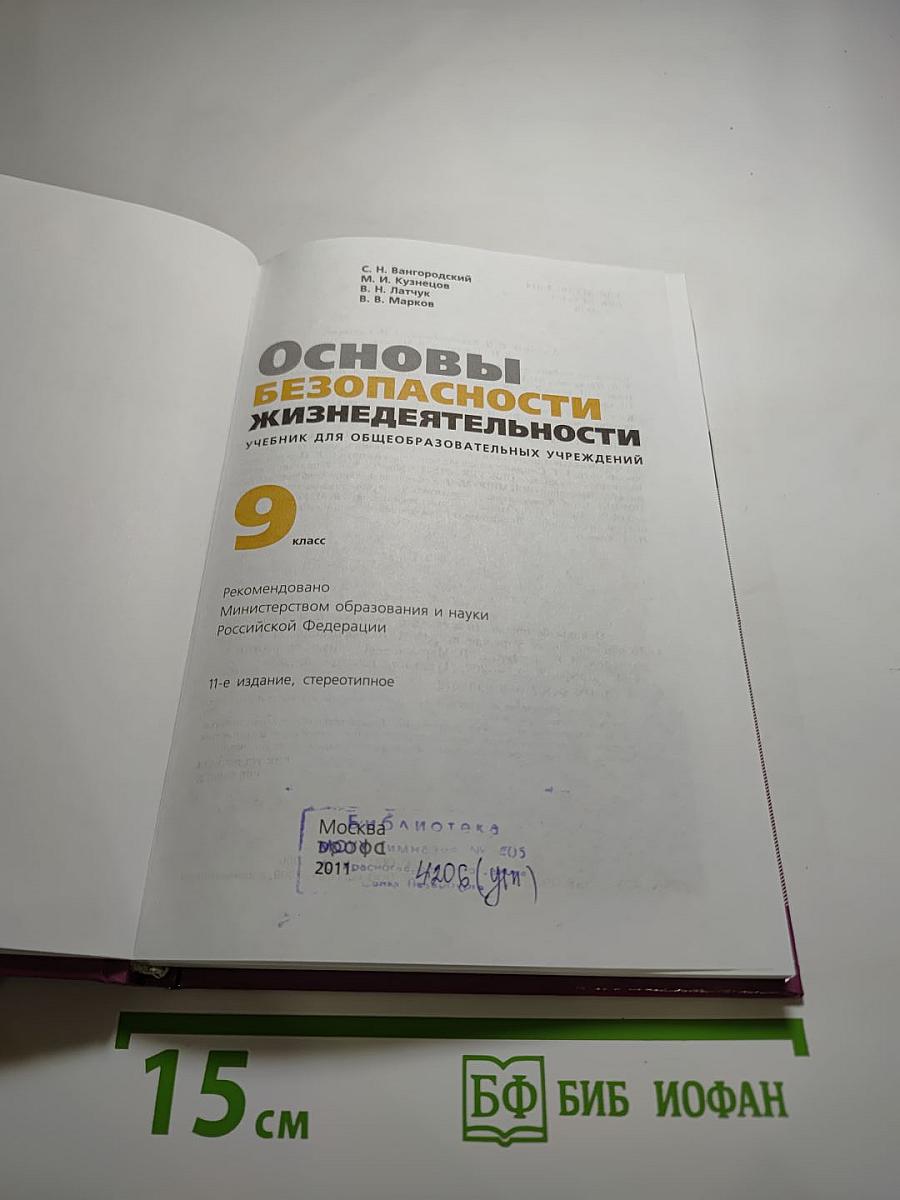 С. Н. Вангородский
М. И. Кузнецов
В. Н. Латчук
В. В. Марков
Основы
БЕЗОПАСНОСТИ
ЖИЗНЕДЕЯТЕЛЬНОСТИ
УЧЕБНИК ДЛЯ ОБЩЕОБРАЗОВАТЕЛЬНЫХ УЧРЕЖДЕНИЙ
9 класс
Рекомендовано
Министерством образования и науки
Российской Федерации
11-е издание, стереотипное
Библиотека
Москва
2011
4206 (уч)
15 см
БФ БИБ ИОФАН